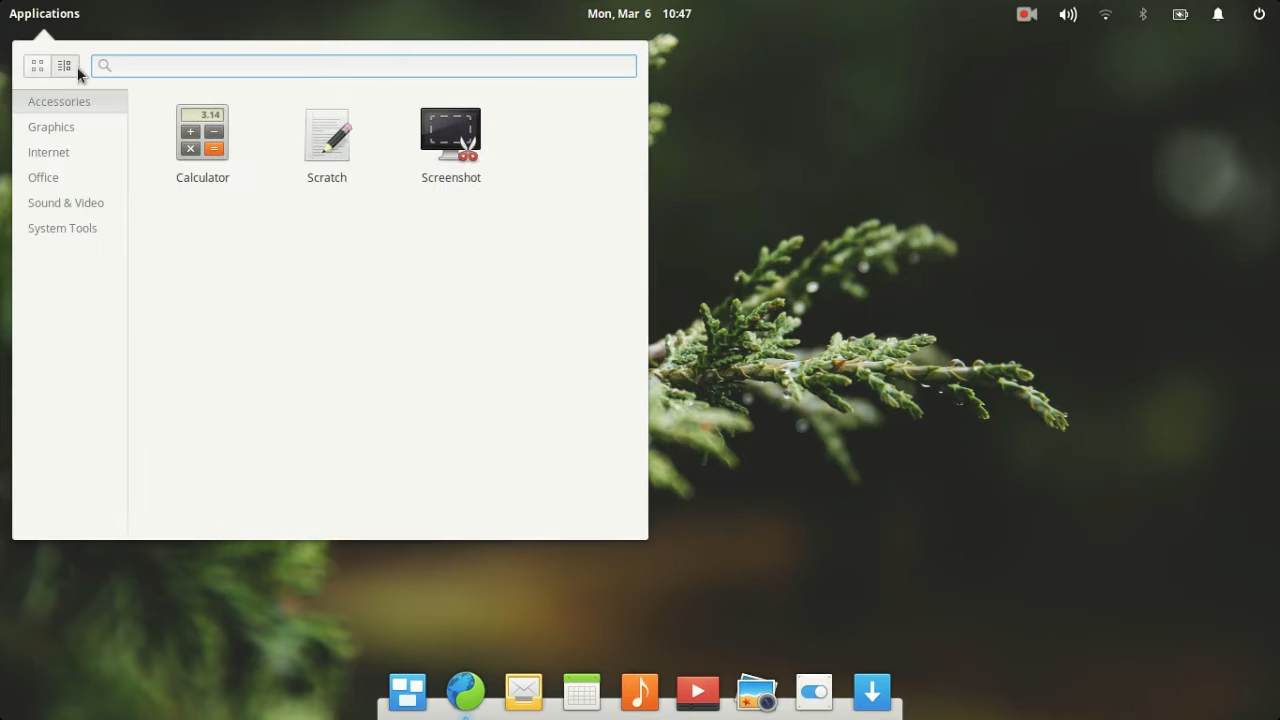 Applications
Mon, Mar 6 10:47
Accessories
Graphics
Internet
Office
Sound & Video
System Tools
3.14
Calculator
Scratch
Screenshot